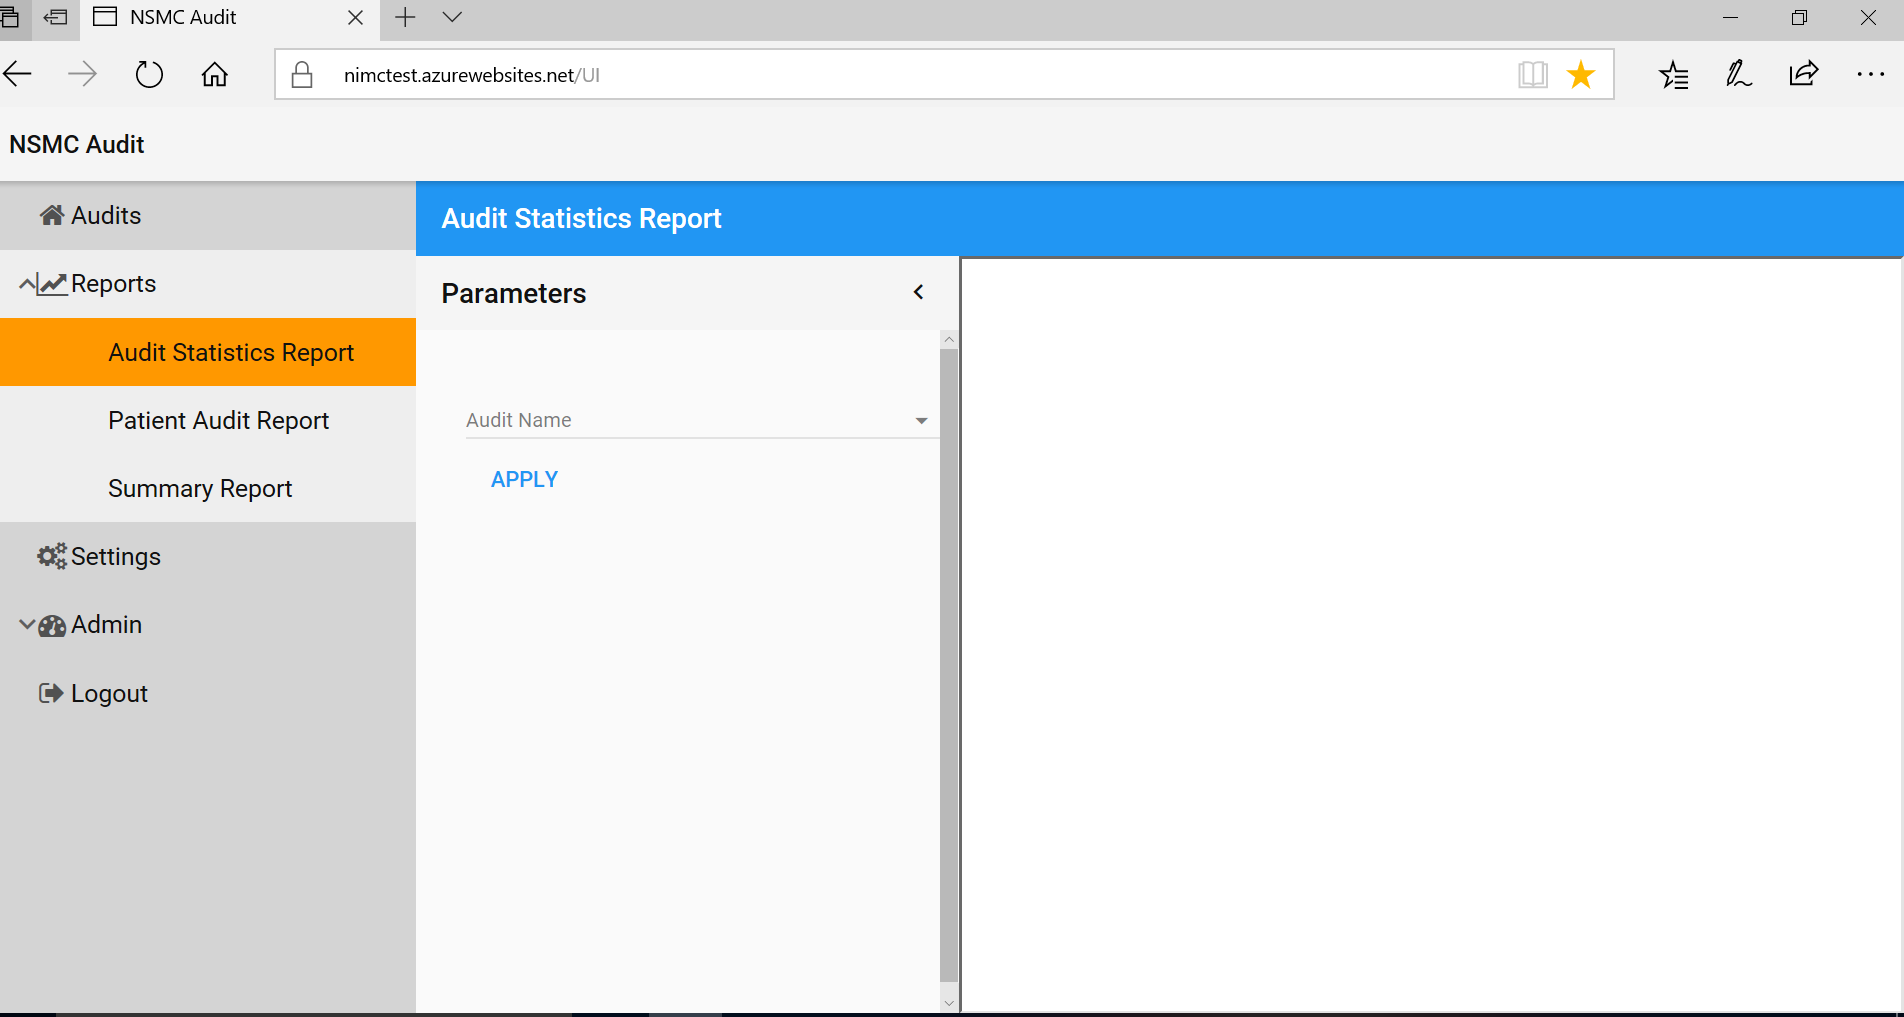 NSMC Audit
nimctest.azurewebsites.net/UI
NSMC Audit
Audits
Reports
Audit Statistics Report
Patient Audit Report
Summary Report
Settings
Admin
Logout
Audit Statistics Report
Parameters
Audit Name
APPLY